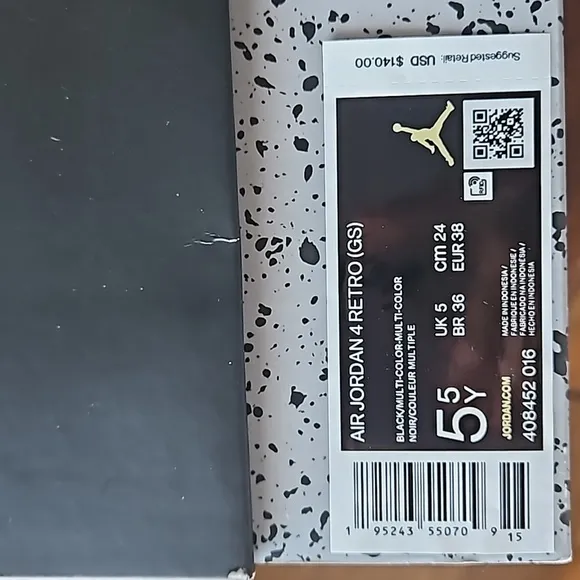 Suggested Retail: USD $140.00
AIR JORDAN 4 RETRO (GS)
BLACK/MULTI-COLOR-MULTI-COLOR
NOIR/COULEUR MULTIPLE
5.5Y
UK 5 cm 24
BR 36 EUR 38
JORDAN.COM
408452 016
MADE IN INDONESIA /
FABRIQUE EN INDONESIE /
FABRICADO NA INDONÉSIA /
HECHO EN INDONESIA
1 95243 55070 9 15